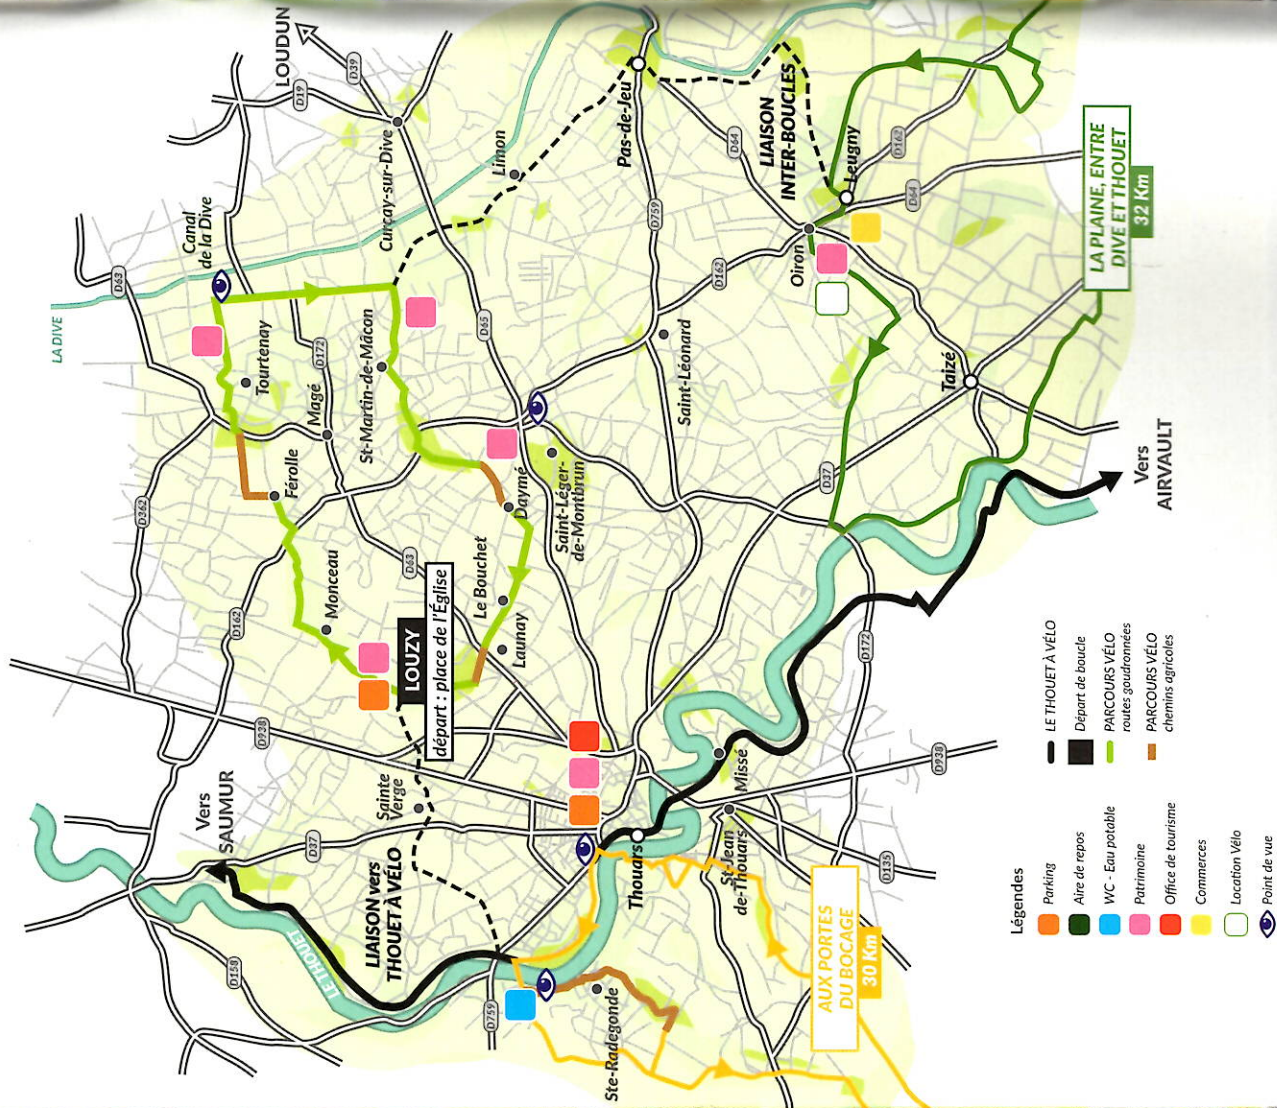 LOUDUN
D39
D19
Canal
de la Dive
D63
LA DIVE
Curçay-sur-Dive
Limon
Pas-de-Jeu
D64
LIAISON
INTER-BOUCLES
Leugny
D162
D64
LA PLAINE, ENTRE
DIVE ET THOUET
32 Km
D759
D162
Oiron
Tourtenay
D172
Magé
St-Martin-de-Mâcon
D65
Saint-Léonard
Taizé
Férolle
D362
Daymé
Saint-Léger-
de-Montbrun
D37
Vers
AIRVAULT
Monceau
D63
Le Bouchet
Launay
D162
LOUZY
départ : place de l'Église
D172
D938
Vers
SAUMUR
Sainte
Verge
D37
Missé
D938
St-Jean
de-Thouars
D135
Thouars
LIAISON vers
THOUET À VÉLO
LE THOUET
D158
D759
Ste-Radegonde
AUX PORTES
DU BOCAGE
30 Km
Légendes
Parking
Aire de repos
WC - Eau potable
Patrimoine
Office de tourisme
Commerces
Location Vélo
Point de vue
LE THOUET À VÉLO
Départ de boucle
PARCOURS VÉLO
routes goudronnées
PARCOURS VÉLO
chemins agricoles